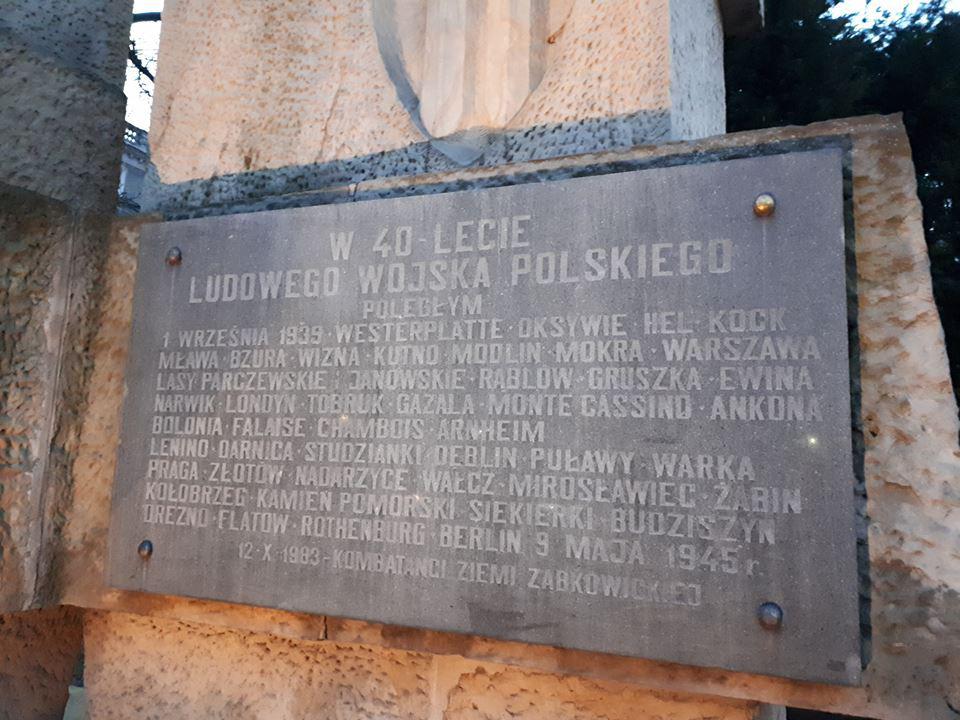 W 40-LECIE
LUDOWEGO WOJSKA POLSKIEGO
POLEGŁYM
1 WRZEŚNIA 1939·WESTERPLATTE·OKSYWIE·HEL·KOCK
MŁAWA·BZURA·WIZNA·KUTNO·MODLIN·MOKRA·WARSZAWA
LASY PARCZEWSKIE I JANOWSKIE·RĄBLÓW·GRUSZKA·EWINA
NARWIK·LONDYN·TOBRUK·GAZALA·MONTE CASSINO·ANKONA
BOLONIA·FALAISE·CHAMBOIS·ARNHEIM
LENINO·DARNICA·STUDZIANKI·DĘBLIN·PUŁAWY·WARKA
PRAGA·ZŁOTÓW·NADARZYCE·WAŁCZ·MIROSŁAWIEC·ŻABIN
KOŁOBRZEG·KAMIEŃ POMORSKI·SIEKIERKI·BUDZISZYN
DREZNO·FLATOW·ROTHENBURG·BERLIN 9 MAJA 1945 r.
12·X·1983-KOMBATANCI ZIEMI ZĄBKOWICKIEJ